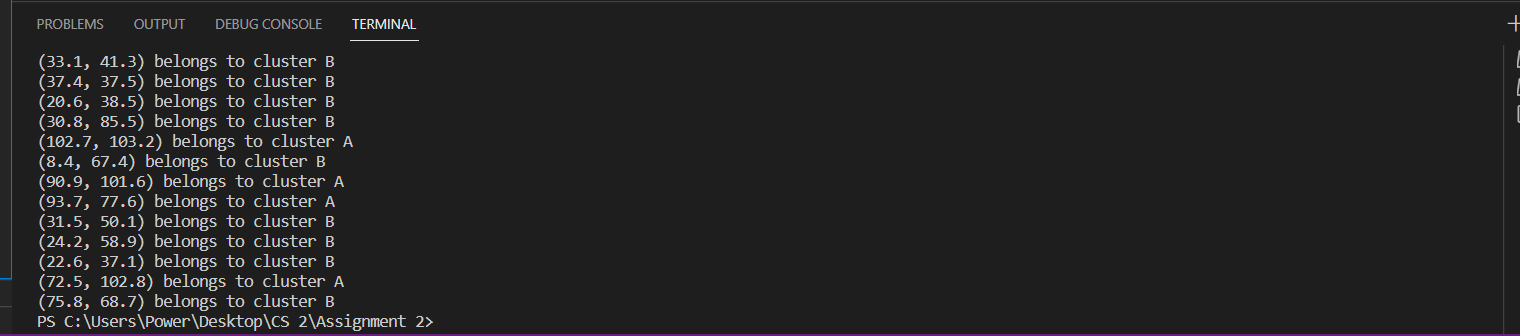 PROBLEMS OUTPUT DEBUG CONSOLE TERMINAL
(33.1, 41.3) belongs to cluster B
(37.4, 37.5) belongs to cluster B
(20.6, 38.5) belongs to cluster B
(30.8, 85.5) belongs to cluster B
(102.7, 103.2) belongs to cluster A
(8.4, 67.4) belongs to cluster B
(90.9, 101.6) belongs to cluster A
(93.7, 77.6) belongs to cluster A
(31.5, 50.1) belongs to cluster B
(24.2, 58.9) belongs to cluster B
(22.6, 37.1) belongs to cluster B
(72.5, 102.8) belongs to cluster A
(75.8, 68.7) belongs to cluster B
PS C:\Users\Power\Desktop\CS 2\Assignment 2>